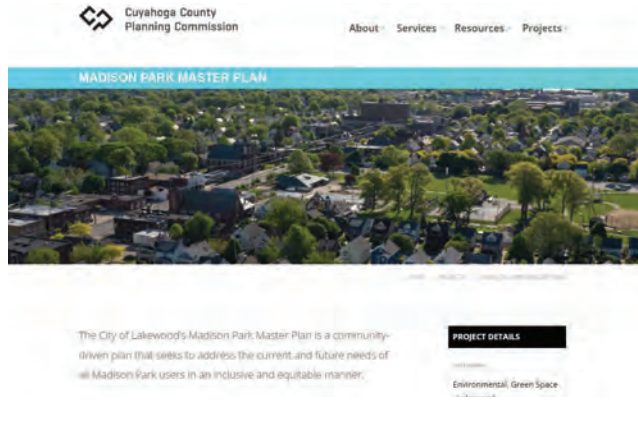 Cuyahoga County
Planning Commission
About Services Resources Projects
MADISON PARK MASTER PLAN
The City of Lakewood's Madison Park Master Plan is a community-
driven plan that seeks to address the current and future needs of
all Madison Park users in an inclusive and equitable manner.
PROJECT DETAILS
Environmental, Green Space